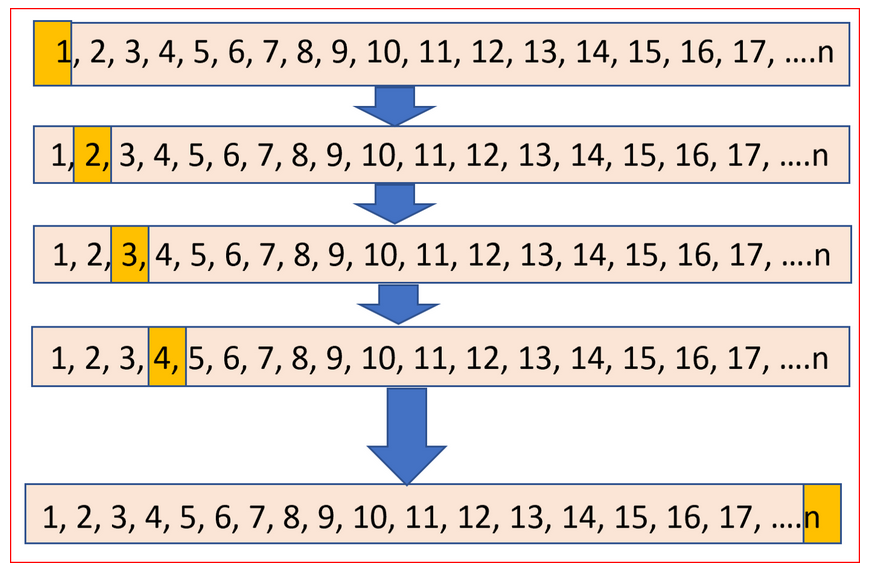 1, 2, 3, 4, 5, 6, 7, 8, 9, 10, 11, 12, 13, 14, 15, 16, 17, ....n
1, 2, 3, 4, 5, 6, 7, 8, 9, 10, 11, 12, 13, 14, 15, 16, 17, ....n
1, 2, 3, 4, 5, 6, 7, 8, 9, 10, 11, 12, 13, 14, 15, 16, 17, ....n
1, 2, 3, 4, 5, 6, 7, 8, 9, 10, 11, 12, 13, 14, 15, 16, 17, ....n
1, 2, 3, 4, 5, 6, 7, 8, 9, 10, 11, 12, 13, 14, 15, 16, 17, ....n